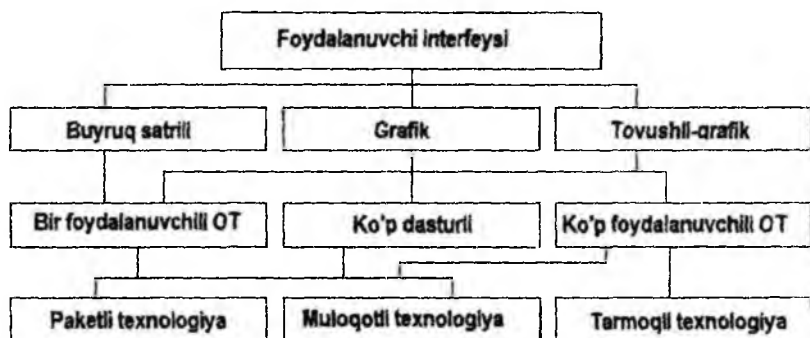 Foydalanuvchi interfeysi
Buyruq satrili
Grafik
Tovushli-grafik
Bir foydalanuvchili OT
Ko'p dasturli
Ko'p foydalanuvchili OT
Paketli texnologiya
Muloqotli texnologiya
Tarmoqli texnologiya